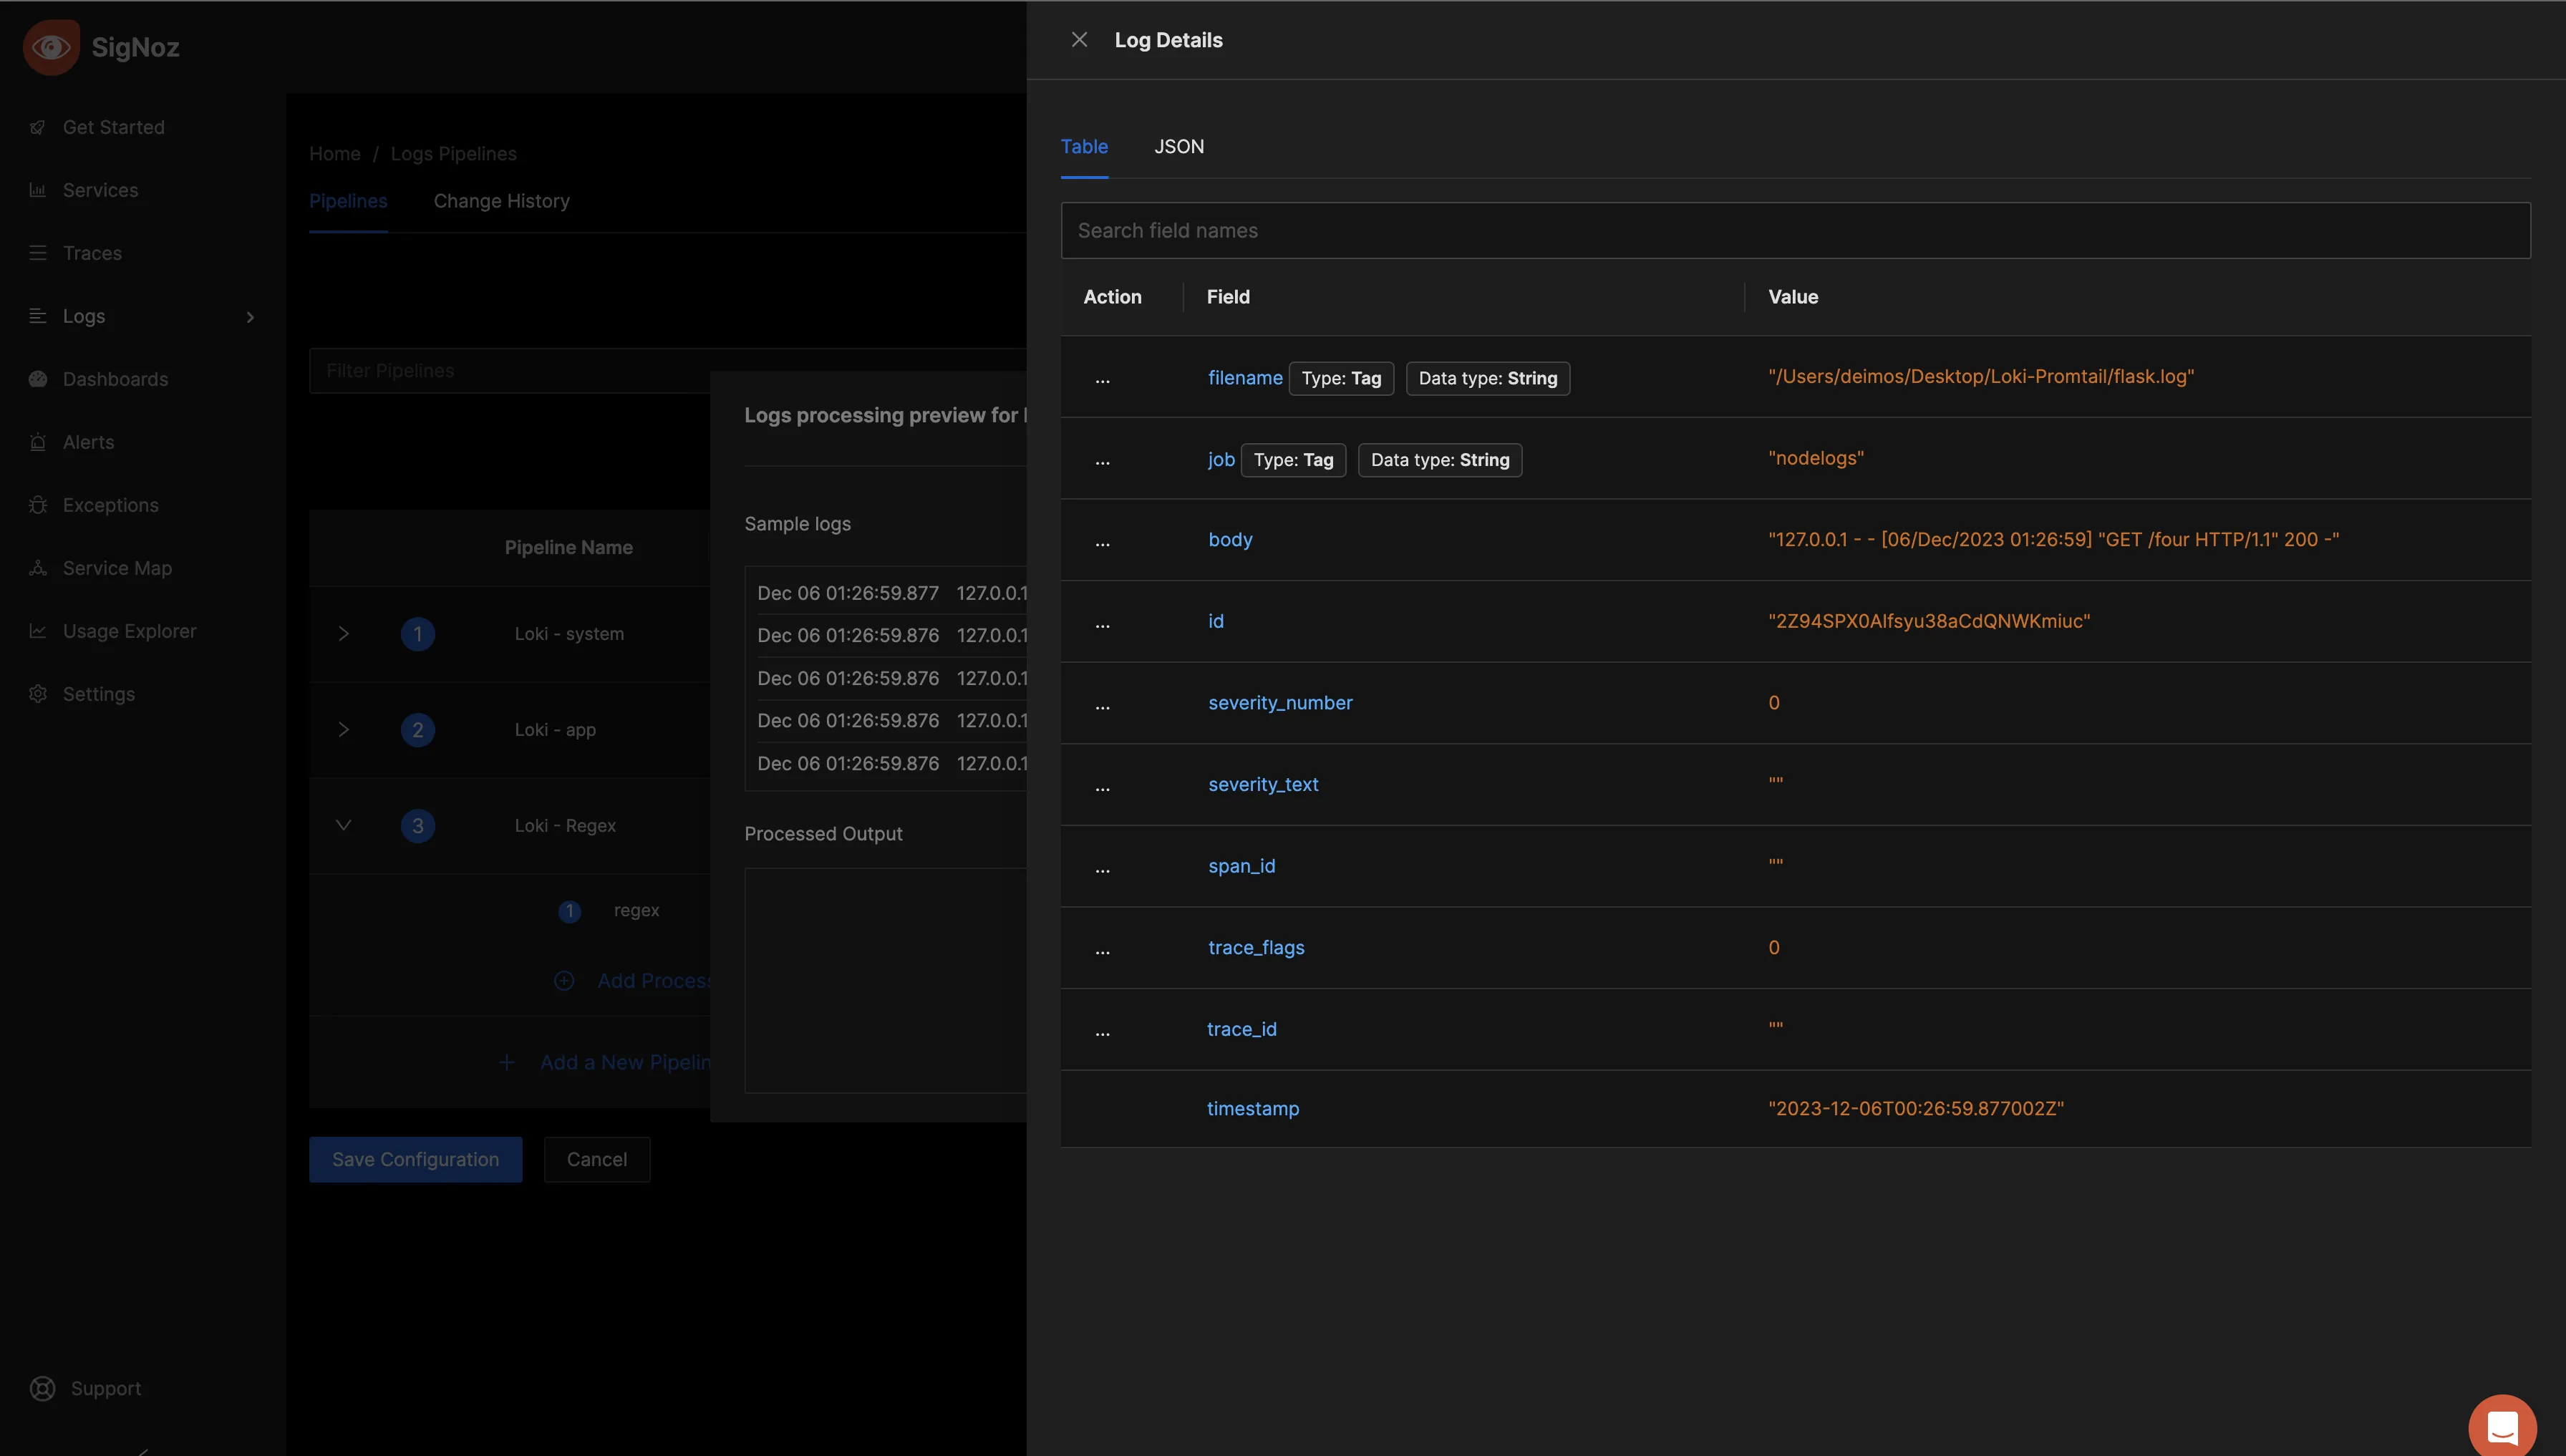 SigNoz
Get Started
Services
Traces
Logs
Dashboards
Alerts
Exceptions
Service Map
Usage Explorer
Settings
Support
Home / Logs Pipelines
Pipelines Change History
Filter Pipelines
Pipeline Name
1 Loki - system
2 Loki - app
3 Loki - Regex
1 regex
Add Process
Add a New Pipelin
Save Configuration Cancel
Logs processing preview for
Sample logs
Dec 06 01:26:59.877 127.0.0.1
Dec 06 01:26:59.876 127.0.0.1
Dec 06 01:26:59.876 127.0.0.1
Dec 06 01:26:59.876 127.0.0.1
Dec 06 01:26:59.876 127.0.0.1
Processed Output
Log Details
Table JSON
Search field names
Action Field Value
... filename Type: Tag Data type: String "/Users/deimos/Desktop/Loki-Promtail/flask.log"
... job Type: Tag Data type: String "nodelogs"
... body "127.0.0.1 - - [06/Dec/2023 01:26:59] "GET /four HTTP/1.1" 200 -"
... id "2Z94SPX0AIfsyu38aCdQNWKmiuc"
... severity_number 0
... severity_text ""
... span_id ""
... trace_flags 0
... trace_id ""
timestamp "2023-12-06T00:26:59.877002Z"